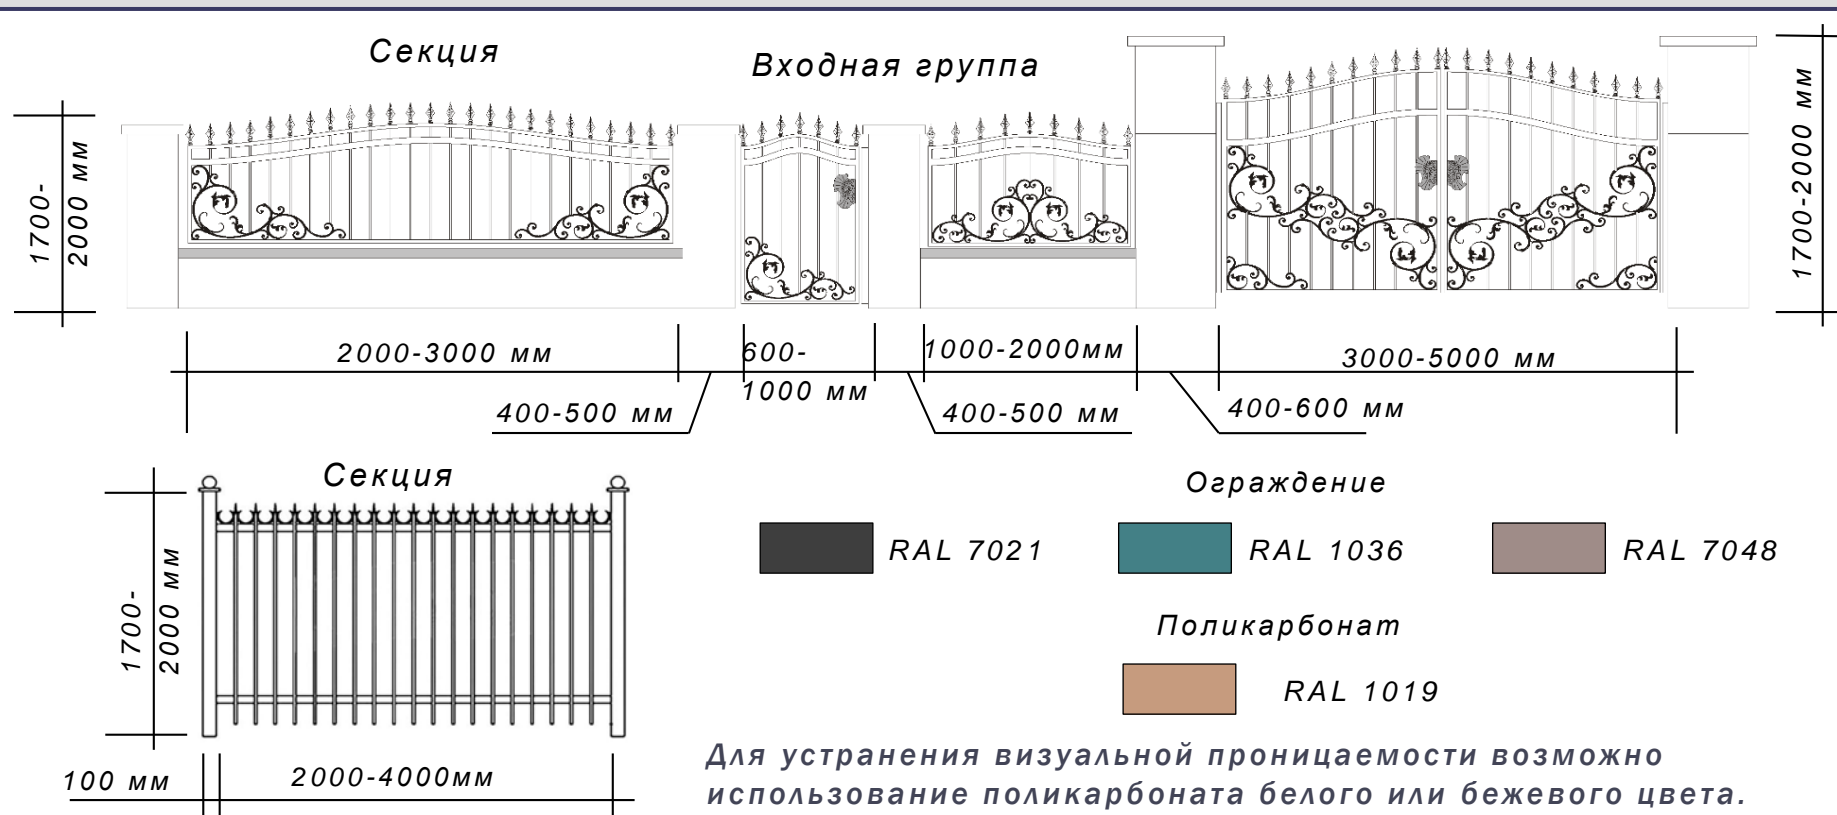 Секция
Входная группа
1700-
2000 мм
1700-2000 мм
2000-3000 мм
600-
1000 мм
1000-2000мм
3000-5000 мм
400-500 мм
400-500 мм
400-600 мм
Секция
1700-
2000 мм
100 мм
2000-4000мм
Ограждение
RAL 7021
RAL 1036
RAL 7048
Поликарбонат
RAL 1019
Для устранения визуальной проницаемости возможно
использование поликарбоната белого или бежевого цвета.